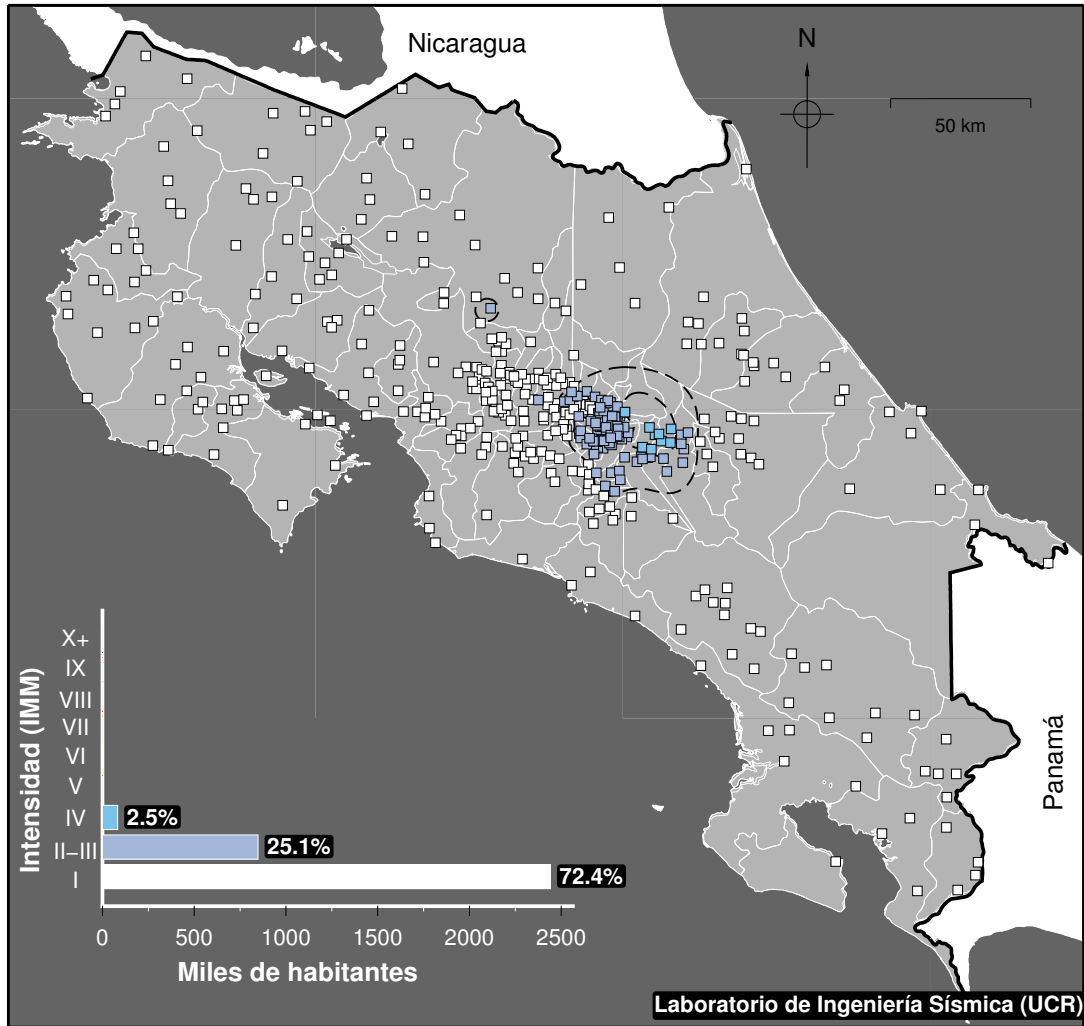 Nicaragua
N
50 km
Panamá
Intensidad (IMM)
X+
IX
VIII
VII
VI
V
IV
2.5%
II–III
25.1%
I
72.4%
0 500 1000 1500 2000 2500
Miles de habitantes
Laboratorio de Ingeniería Sísmica (UCR)